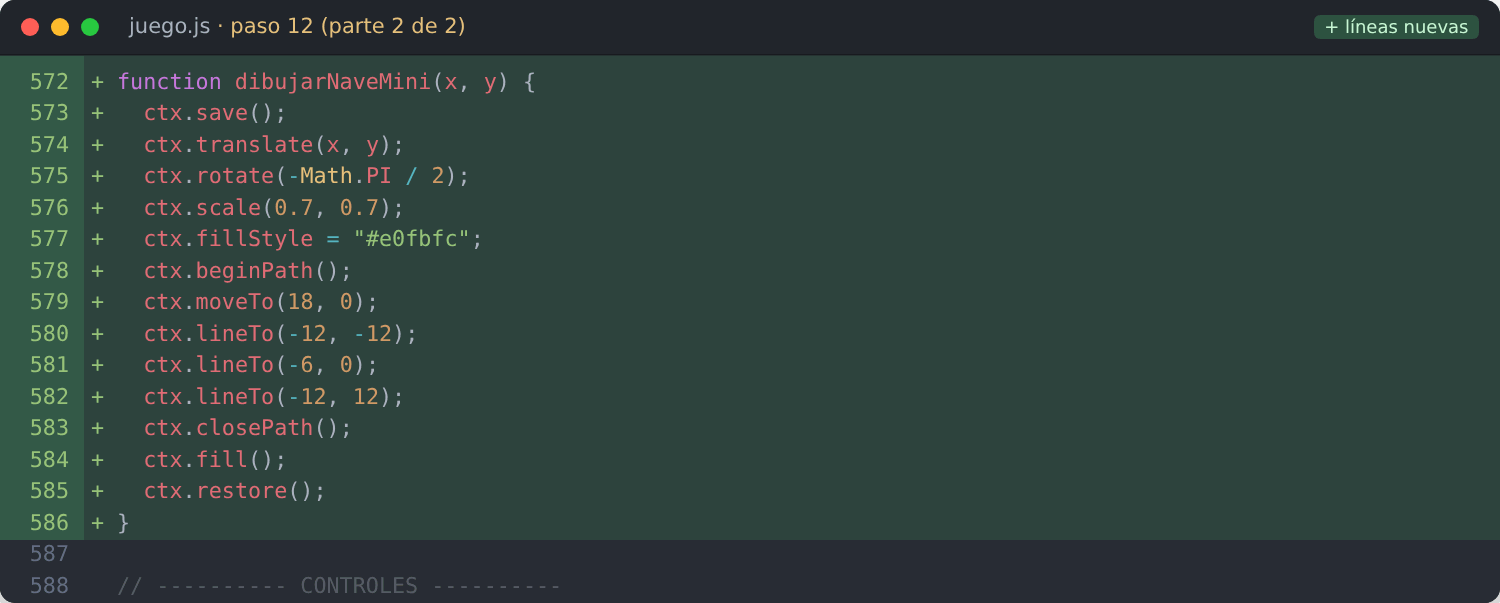 juego.js · paso 12 (parte 2 de 2)
+ líneas nuevas
572 + function dibujarNaveMini(x, y) {
573 +   ctx.save();
574 +   ctx.translate(x, y);
575 +   ctx.rotate(-Math.PI / 2);
576 +   ctx.scale(0.7, 0.7);
577 +   ctx.fillStyle = "#e0fbfc";
578 +   ctx.beginPath();
579 +   ctx.moveTo(18, 0);
580 +   ctx.lineTo(-12, -12);
581 +   ctx.lineTo(-6, 0);
582 +   ctx.lineTo(-12, 12);
583 +   ctx.closePath();
584 +   ctx.fill();
585 +   ctx.restore();
586 + }
587
588   // ---------- CONTROLES ----------